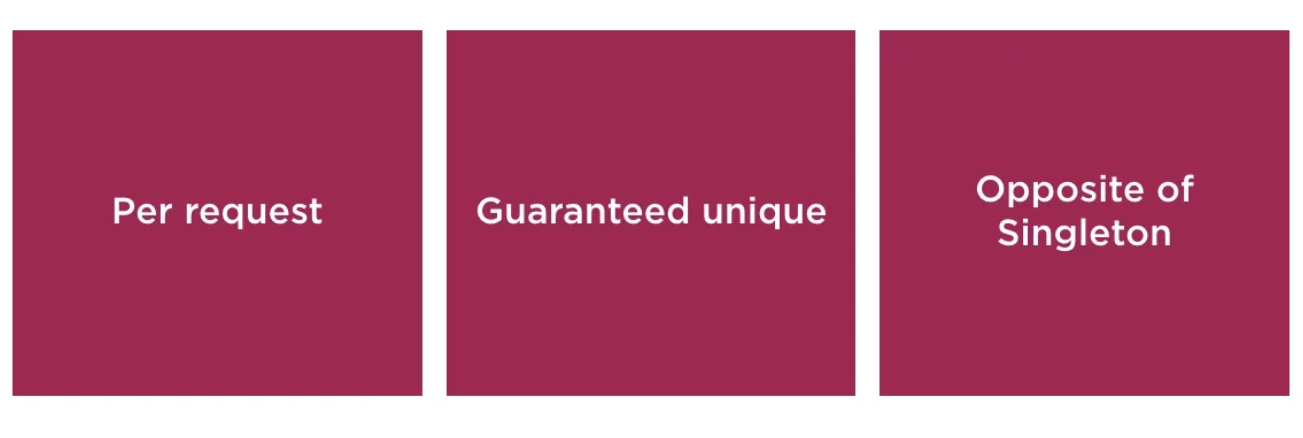 Per request
Guaranteed unique
Opposite of
Singleton